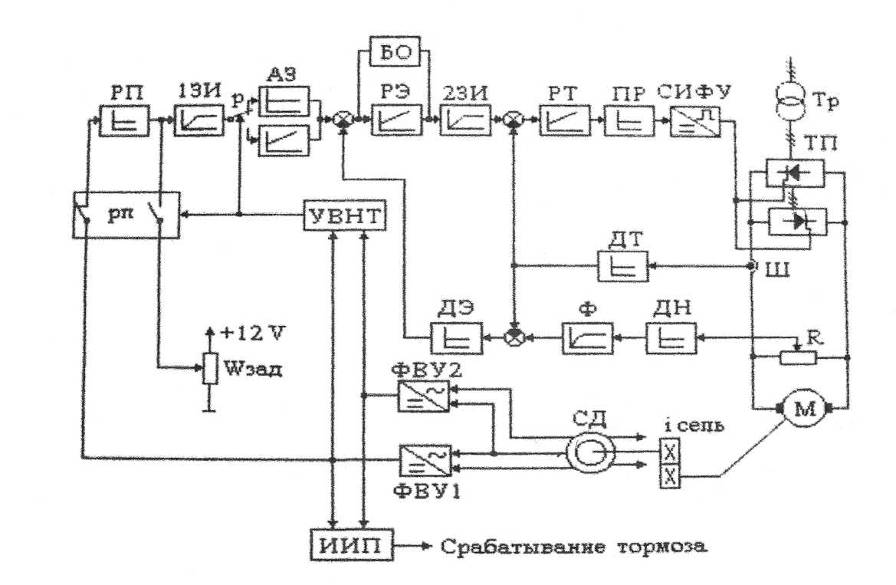 БО
АЗ
РП
1ЗИ
р
РЭ
2ЗИ
РТ
ПР
СИФУ
Тр
ТП
рп
УВНТ
ДТ
Ш
+12 V
Wзад
ДЭ
Ф
ДН
R
ФВУ2
СД
i сепь
М
ФВУ1
ИИП
Срабатывание тормоза